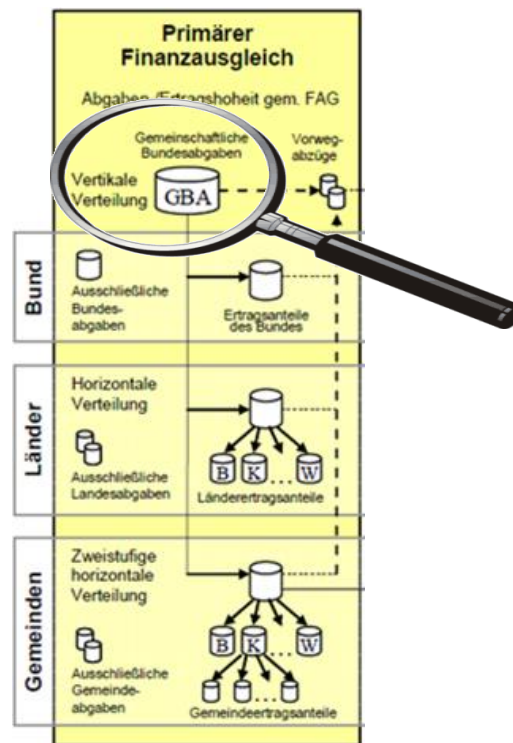 Primärer
Finanzausgleich
Abgaben-/Ertragshoheit gem. FAG
Gemeinschaftliche
Bundesabgaben
Vorweg-
abzüge
Vertikale
Verteilung
GBA
Bund
Ausschließliche
Bundes-
abgaben
Ertragsanteile
des Bundes
Länder
Horizontale
Verteilung
Ausschließliche
Landesabgaben
B K ... W
Länderertragsanteile
Gemeinden
Zweistufige
horizontale
Verteilung
B K ... W
Ausschließliche
Gemeinde-
abgaben
Gemeindeertragsanteile